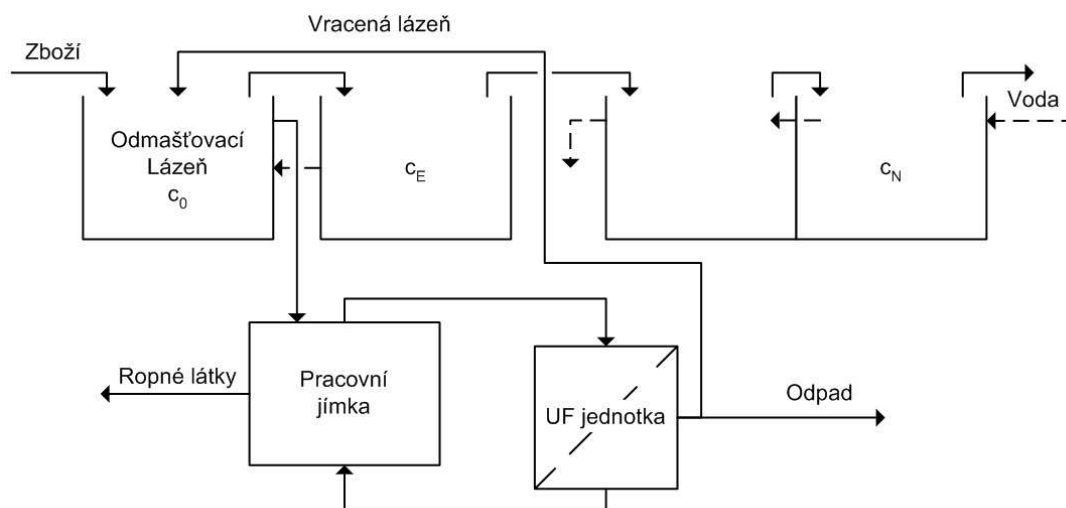 Vracená lázeň
Zboží
Voda
Odmašťovací
Lázeň
c0
cE
cN
Ropné látky
Pracovní
jímka
UF jednotka
Odpad